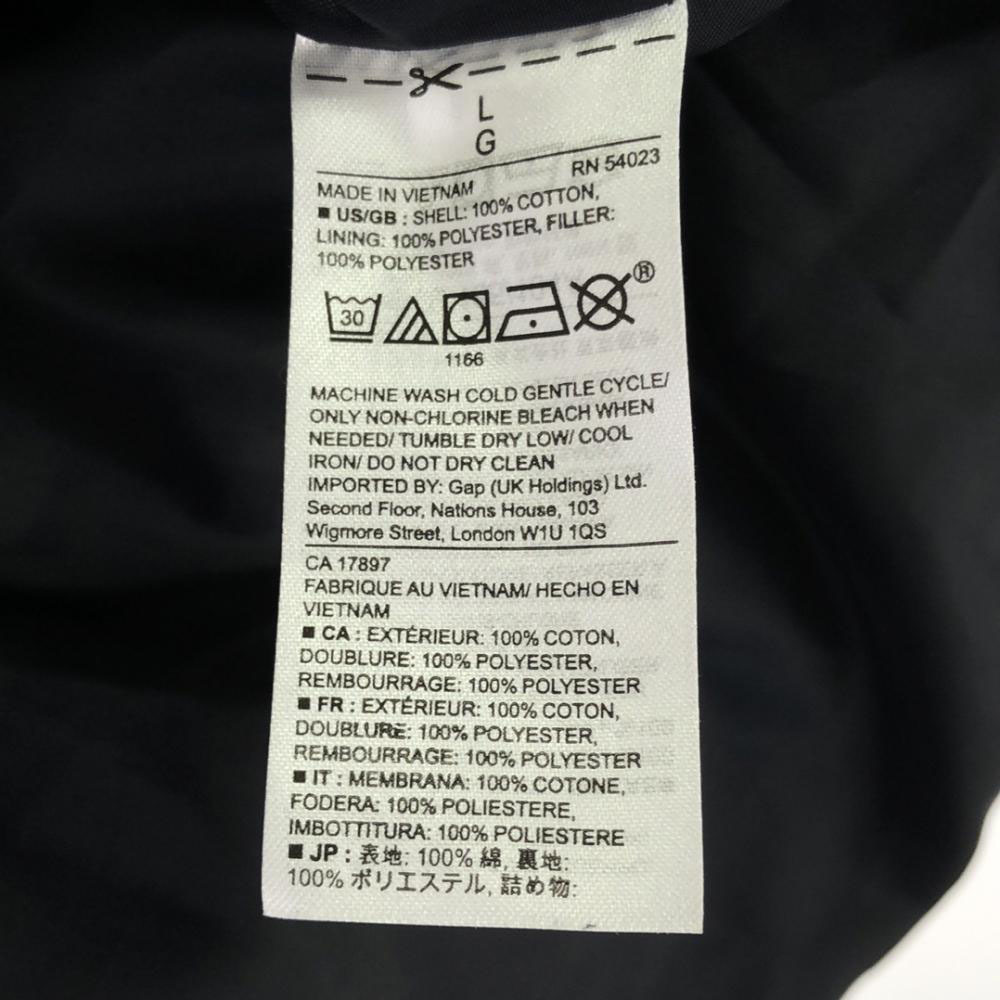 L
G
RN 54023
MADE IN VIETNAM
■ US/GB : SHELL: 100% COTTON,
LINING: 100% POLYESTER, FILLER:
100% POLYESTER
30
®
1166
MACHINE WASH COLD GENTLE CYCLE/
ONLY NON-CHLORINE BLEACH WHEN
NEEDED/ TUMBLE DRY LOW/ COOL
IRON/ DO NOT DRY CLEAN
IMPORTED BY: Gap (UK Holdings) Ltd.
Second Floor, Nations House, 103
Wigmore Street, London W1U 1QS
CA 17897
FABRIQUE AU VIETNAM/ HECHO EN
VIETNAM
■ CA : EXTÉRIEUR: 100% COTON,
DOUBLURE: 100% POLYESTER,
REMBOURRAGE: 100% POLYESTER
■ FR : EXTÉRIEUR: 100% COTON,
DOUBLURE: 100% POLYESTER,
REMBOURRAGE: 100% POLYESTER
■ IT : MEMBRANA: 100% COTONE,
FODERA: 100% POLIESTERE,
IMBOTTITURA: 100% POLIESTERE
■ JP : 表地: 100% 綿, 裏地:
100% ポリエステル, 詰め物: